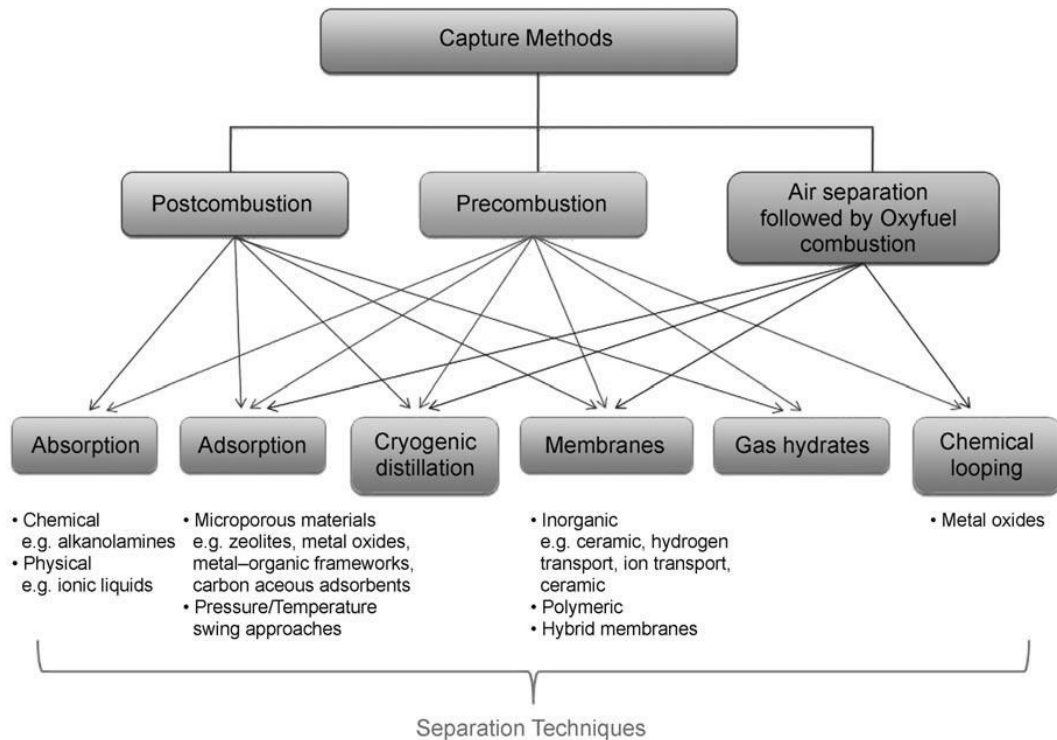 Capture Methods
Postcombustion
Precombustion
Air separation
followed by Oxyfuel
combustion
Absorption
Adsorption
Cryogenic
distillation
Membranes
Gas hydrates
Chemical
looping
• Chemical
e.g. alkanolamines
• Physical
e.g. ionic liquids
• Microporous materials
e.g. zeolites, metal oxides,
metal–organic frameworks,
carbon aceous adsorbents
• Pressure/Temperature
swing approaches
• Inorganic
e.g. ceramic, hydrogen
transport, ion transport,
ceramic
• Polymeric
• Hybrid membranes
• Metal oxides
Separation Techniques